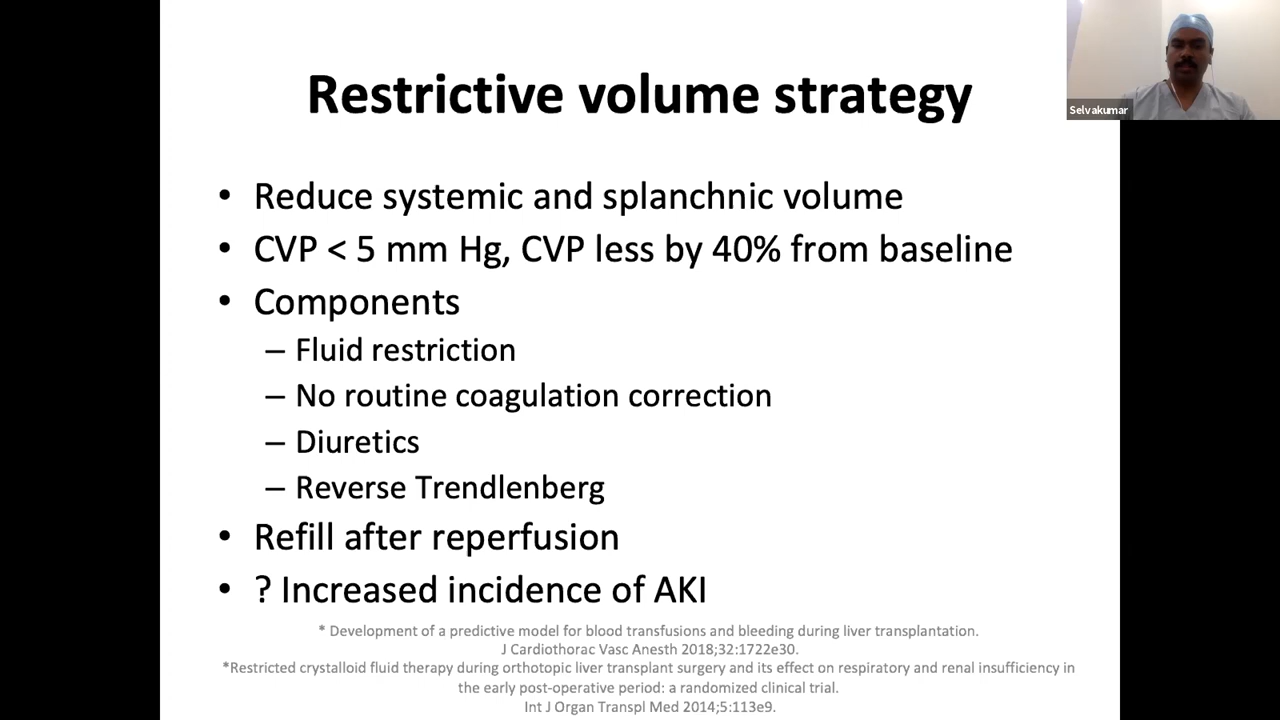 Restrictive volume strategy
Selvakumar
• Reduce systemic and splanchnic volume
• CVP < 5 mm Hg, CVP less by 40% from baseline
• Components
– Fluid restriction
– No routine coagulation correction
– Diuretics
– Reverse Trendlenberg
• Refill after reperfusion
• ? Increased incidence of AKI
* Development of a predictive model for blood transfusions and bleeding during liver transplantation.
J Cardiothorac Vasc Anesth 2018;32:1722e30.
*Restricted crystalloid fluid therapy during orthotopic liver transplant surgery and its effect on respiratory and renal insufficiency in
the early post-operative period: a randomized clinical trial.
Int J Organ Transpl Med 2014;5:113e9.